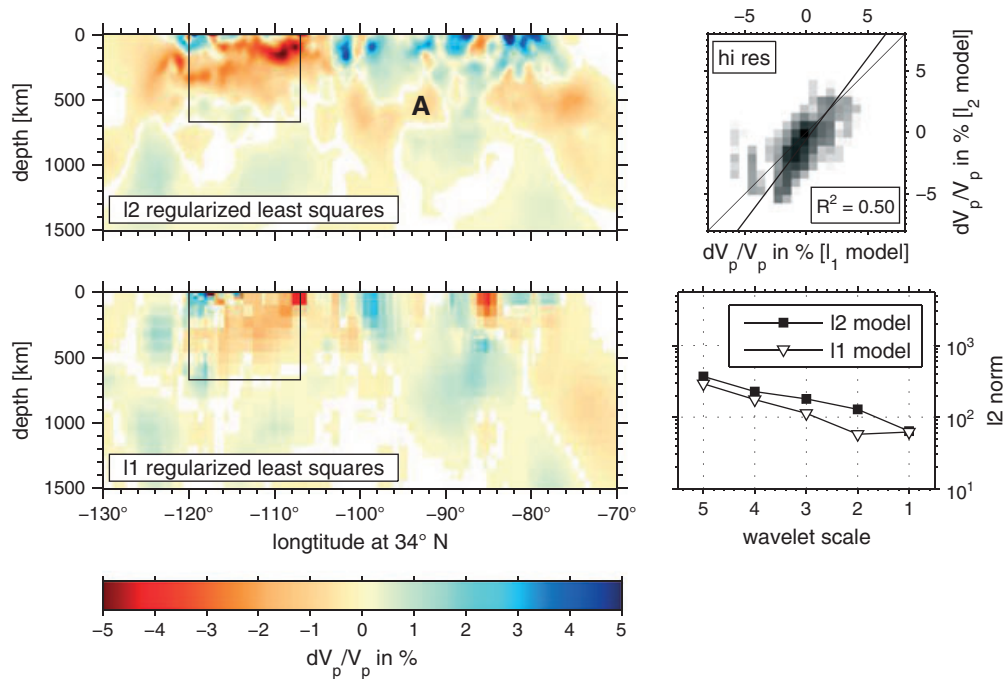 0
500
1000
1500
depth [km]
A
l2 regularized least squares
−5 0 5
hi res
5
0
−5
R² = 0.50
dVp/Vp in % [l2 model]
dVp/Vp in % [l1 model]
0
500
1000
1500
depth [km]
l1 regularized least squares
−130 −120 −110 −100 −90 −80 −70°
longtitude at 34° N
l2 model
l1 model
10³
10²
10¹
l2 norm
5 4 3 2 1
wavelet scale
−5 −4 −3 −2 −1 0 1 2 3 4 5
dVp/Vp in %